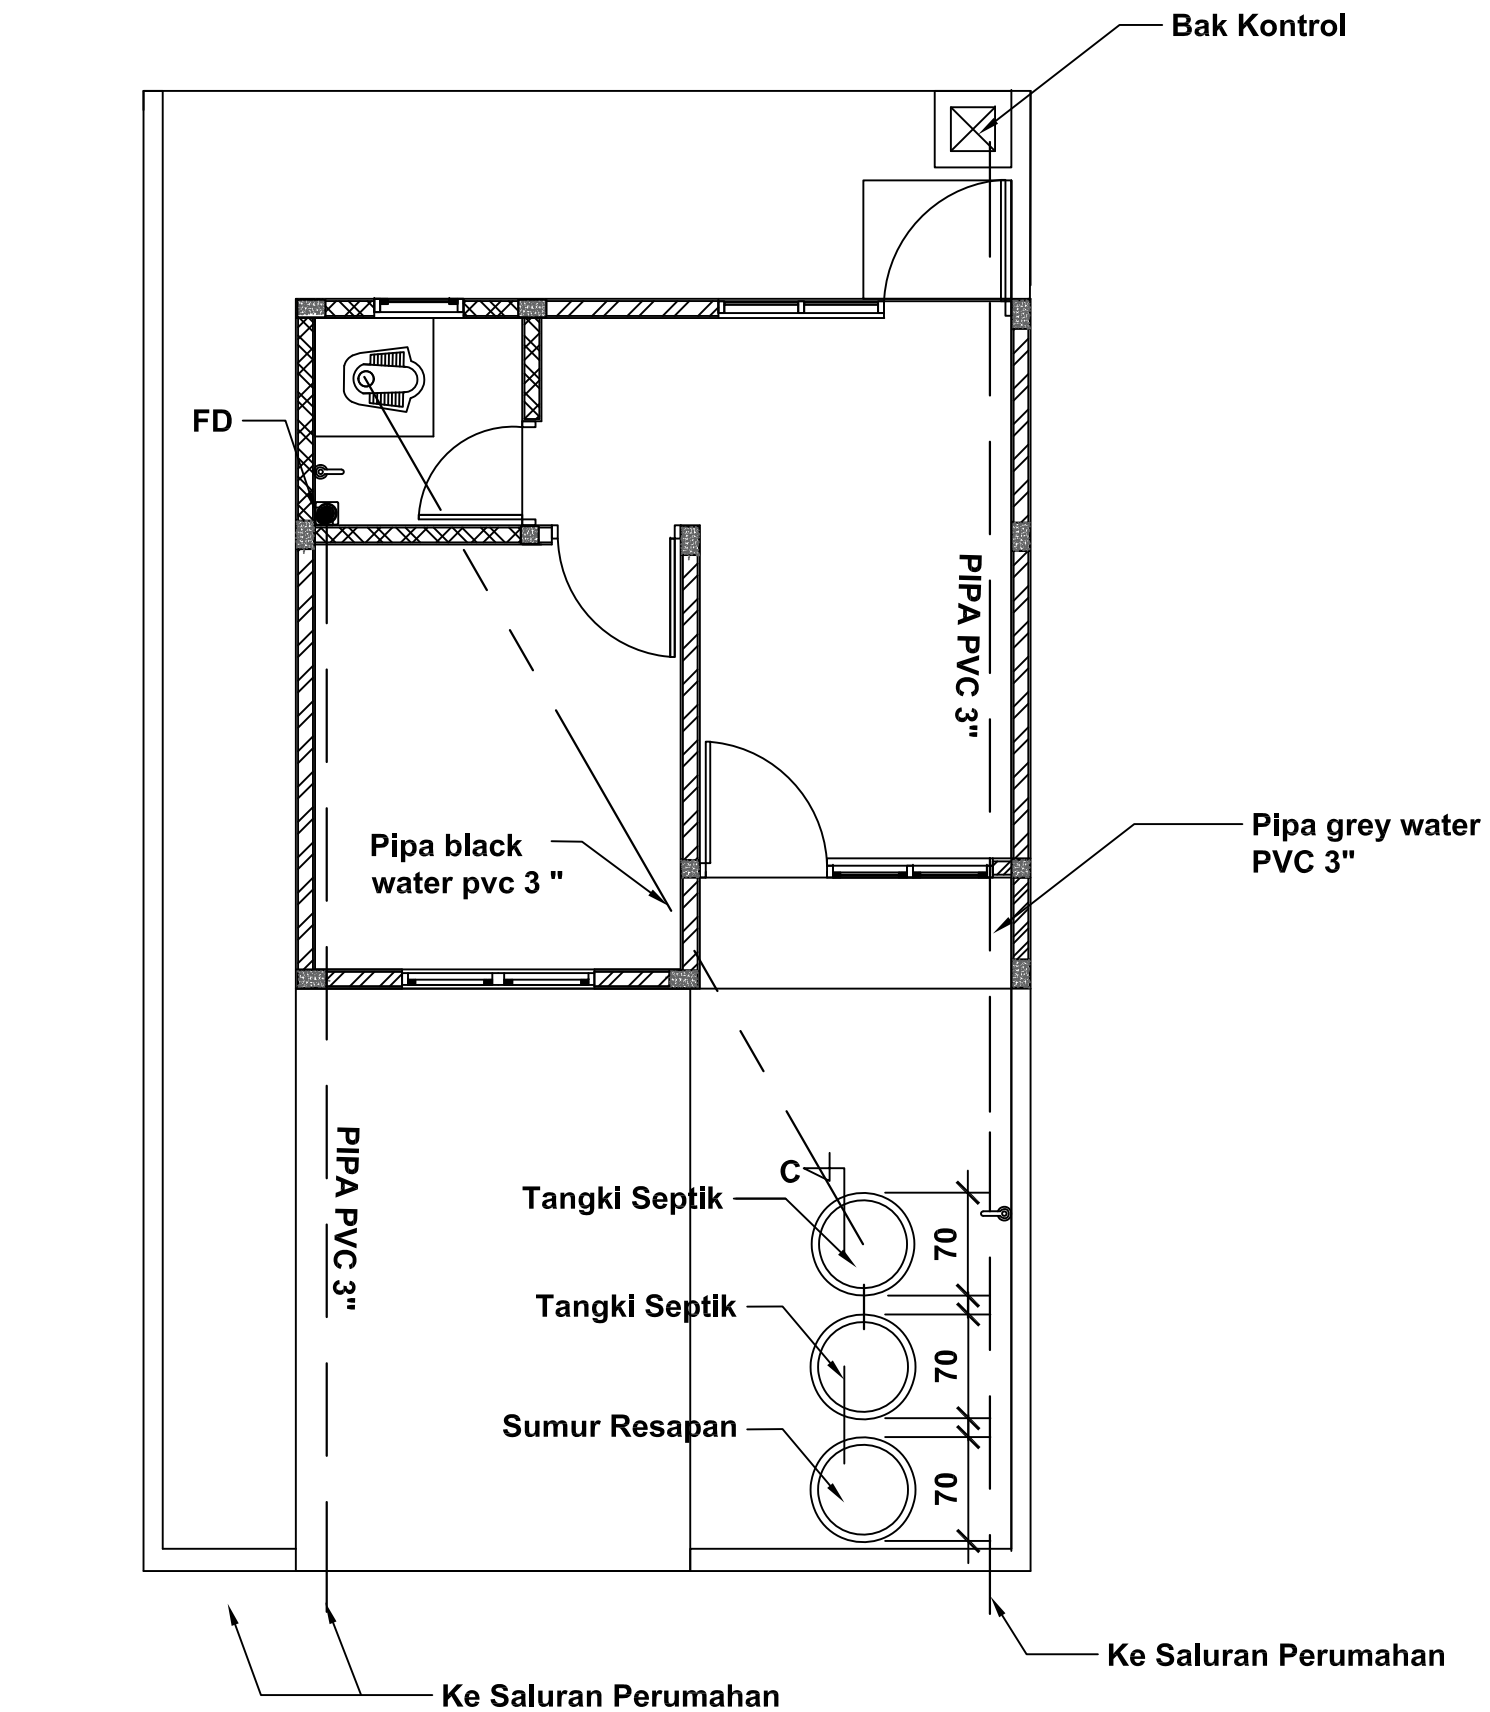 Bak Kontrol
FD
PIPA PVC 3"
Pipa black
water pvc 3 "
Pipa grey water
PVC 3"
PIPA PVC 3"
C
Tangki Septik
70
Tangki Septik
70
Sumur Resapan
70
Ke Saluran Perumahan
Ke Saluran Perumahan